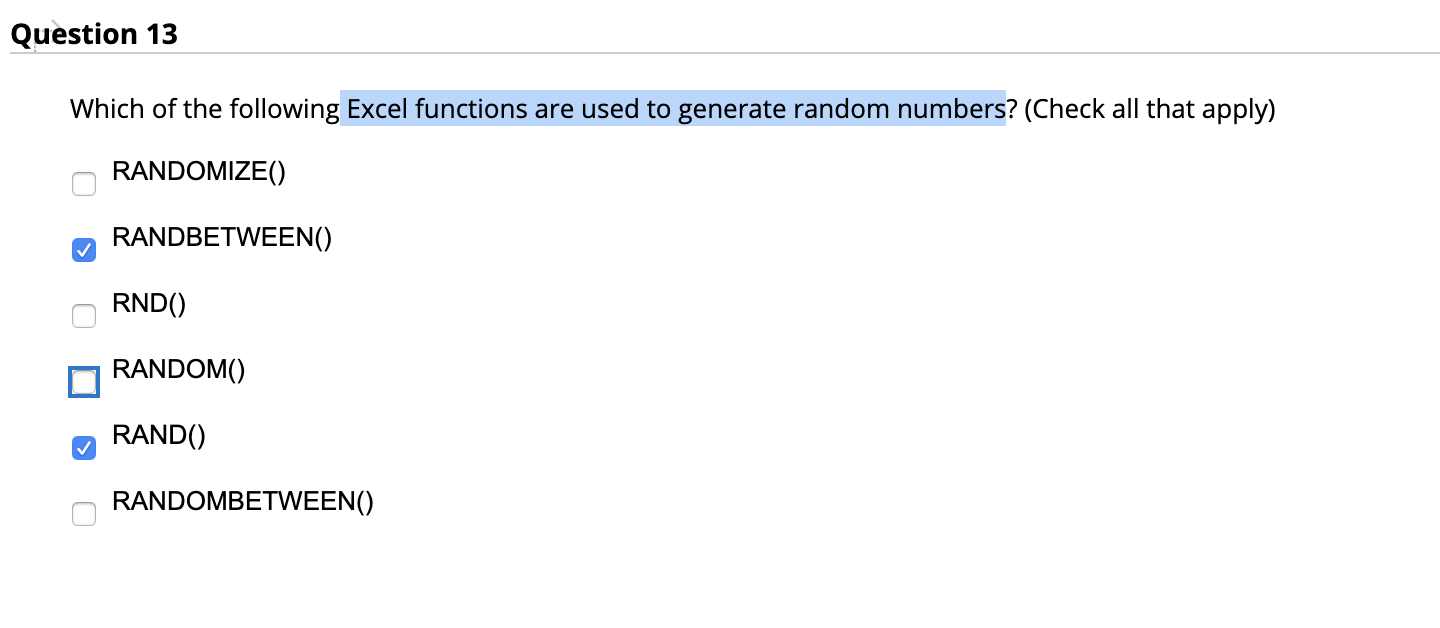 Question 13
Which of the following Excel functions are used to generate random numbers? (Check all that apply)
RANDOMIZE()
RANDBETWEEN()
RND()
RANDOM()
RAND()
RANDOMBETWEEN()